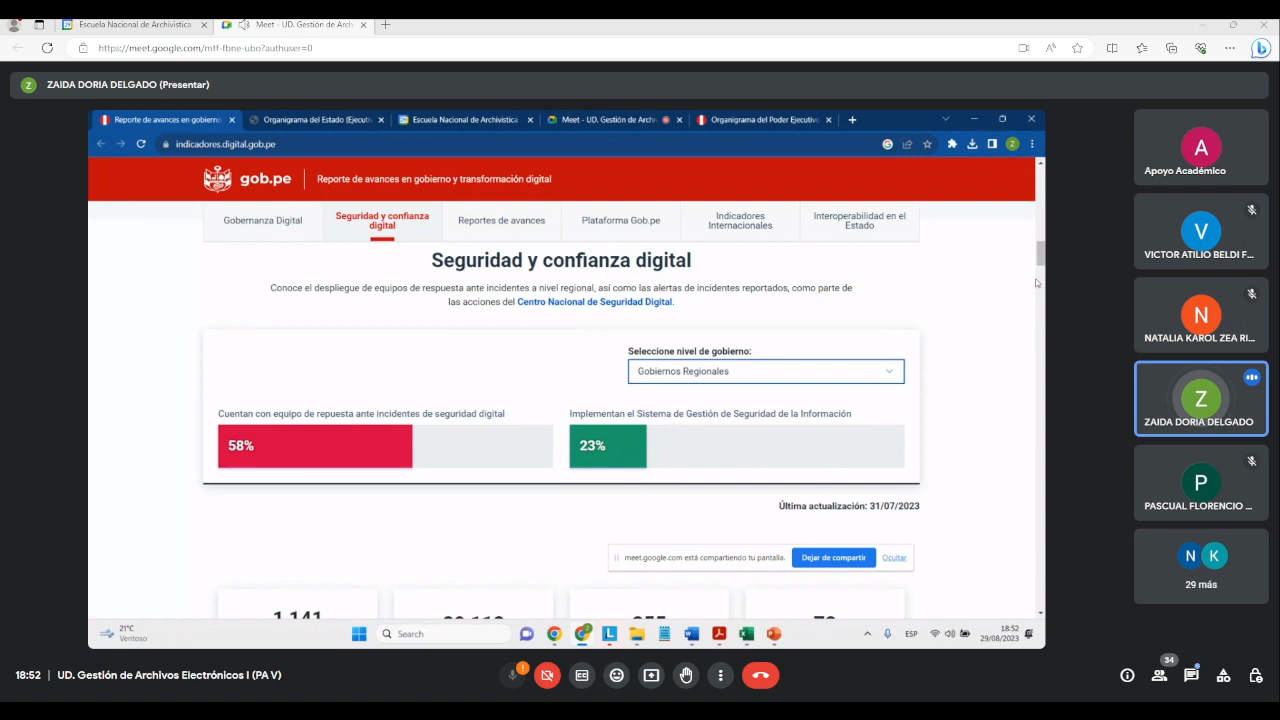 Escuela Nacional de Archivística
Meet - UD. Gestión de Arch
https://meet.google.com/mtf-fbne-ubo?authuser=0
Z ZAIDA DORIA DELGADO (Presentar)
Reporte de avances en gobierno
Organigrama del Estado (Ejecuti
Escuela Nacional de Archivística
Meet - UD. Gestión de Archi
Organigrama del Poder Ejecutivo
indicadores.digital.gob.pe
Z
gob.pe
Reporte de avances en gobierno y transformación digital
Gobernanza Digital
Seguridad y confianza
digital
Reportes de avances
Plataforma Gob.pe
Indicadores
Internacionales
Interoperabilidad en el
Estado
Seguridad y confianza digital
Conoce el despliegue de equipos de respuesta ante incidentes a nivel regional, así como las alertas de incidentes reportados, como parte de
las acciones del Centro Nacional de Seguridad Digital.
Seleccione nivel de gobierno:
Gobiernos Regionales
Cuentan con equipo de repuesta ante incidentes de seguridad digital
58%
Implementan el Sistema de Gestión de Seguridad de la Información
23%
Última actualización: 31/07/2023
meet.google.com está compartiendo tu pantalla.
Dejar de compartir
Ocultar
1,141
21°C
Ventoso
Search
ESP
18:52
29/08/2023
A
Apoyo Académico
V
VICTOR ATILIO BELDI F...
N
NATALIA KAROL ZEA RI...
Z
ZAIDA DORIA DELGADO
P
PASCUAL FLORENCIO ...
N K
29 más
18:52 | UD. Gestión de Archivos Electrónicos I (PA V)
34